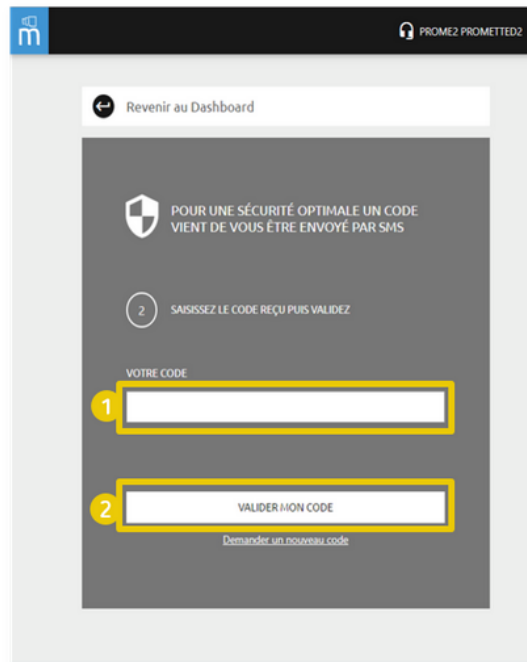 m
PROME2 PROMETTED2
Revenir au Dashboard
POUR UNE SÉCURITÉ OPTIMALE UN CODE
VIENT DE VOUS ÊTRE ENVOYÉ PAR SMS
2 SAISISSEZ LE CODE REÇU PUIS VALIDEZ
VOTRE CODE
1
2 VALIDER MON CODE
Demander un nouveau code